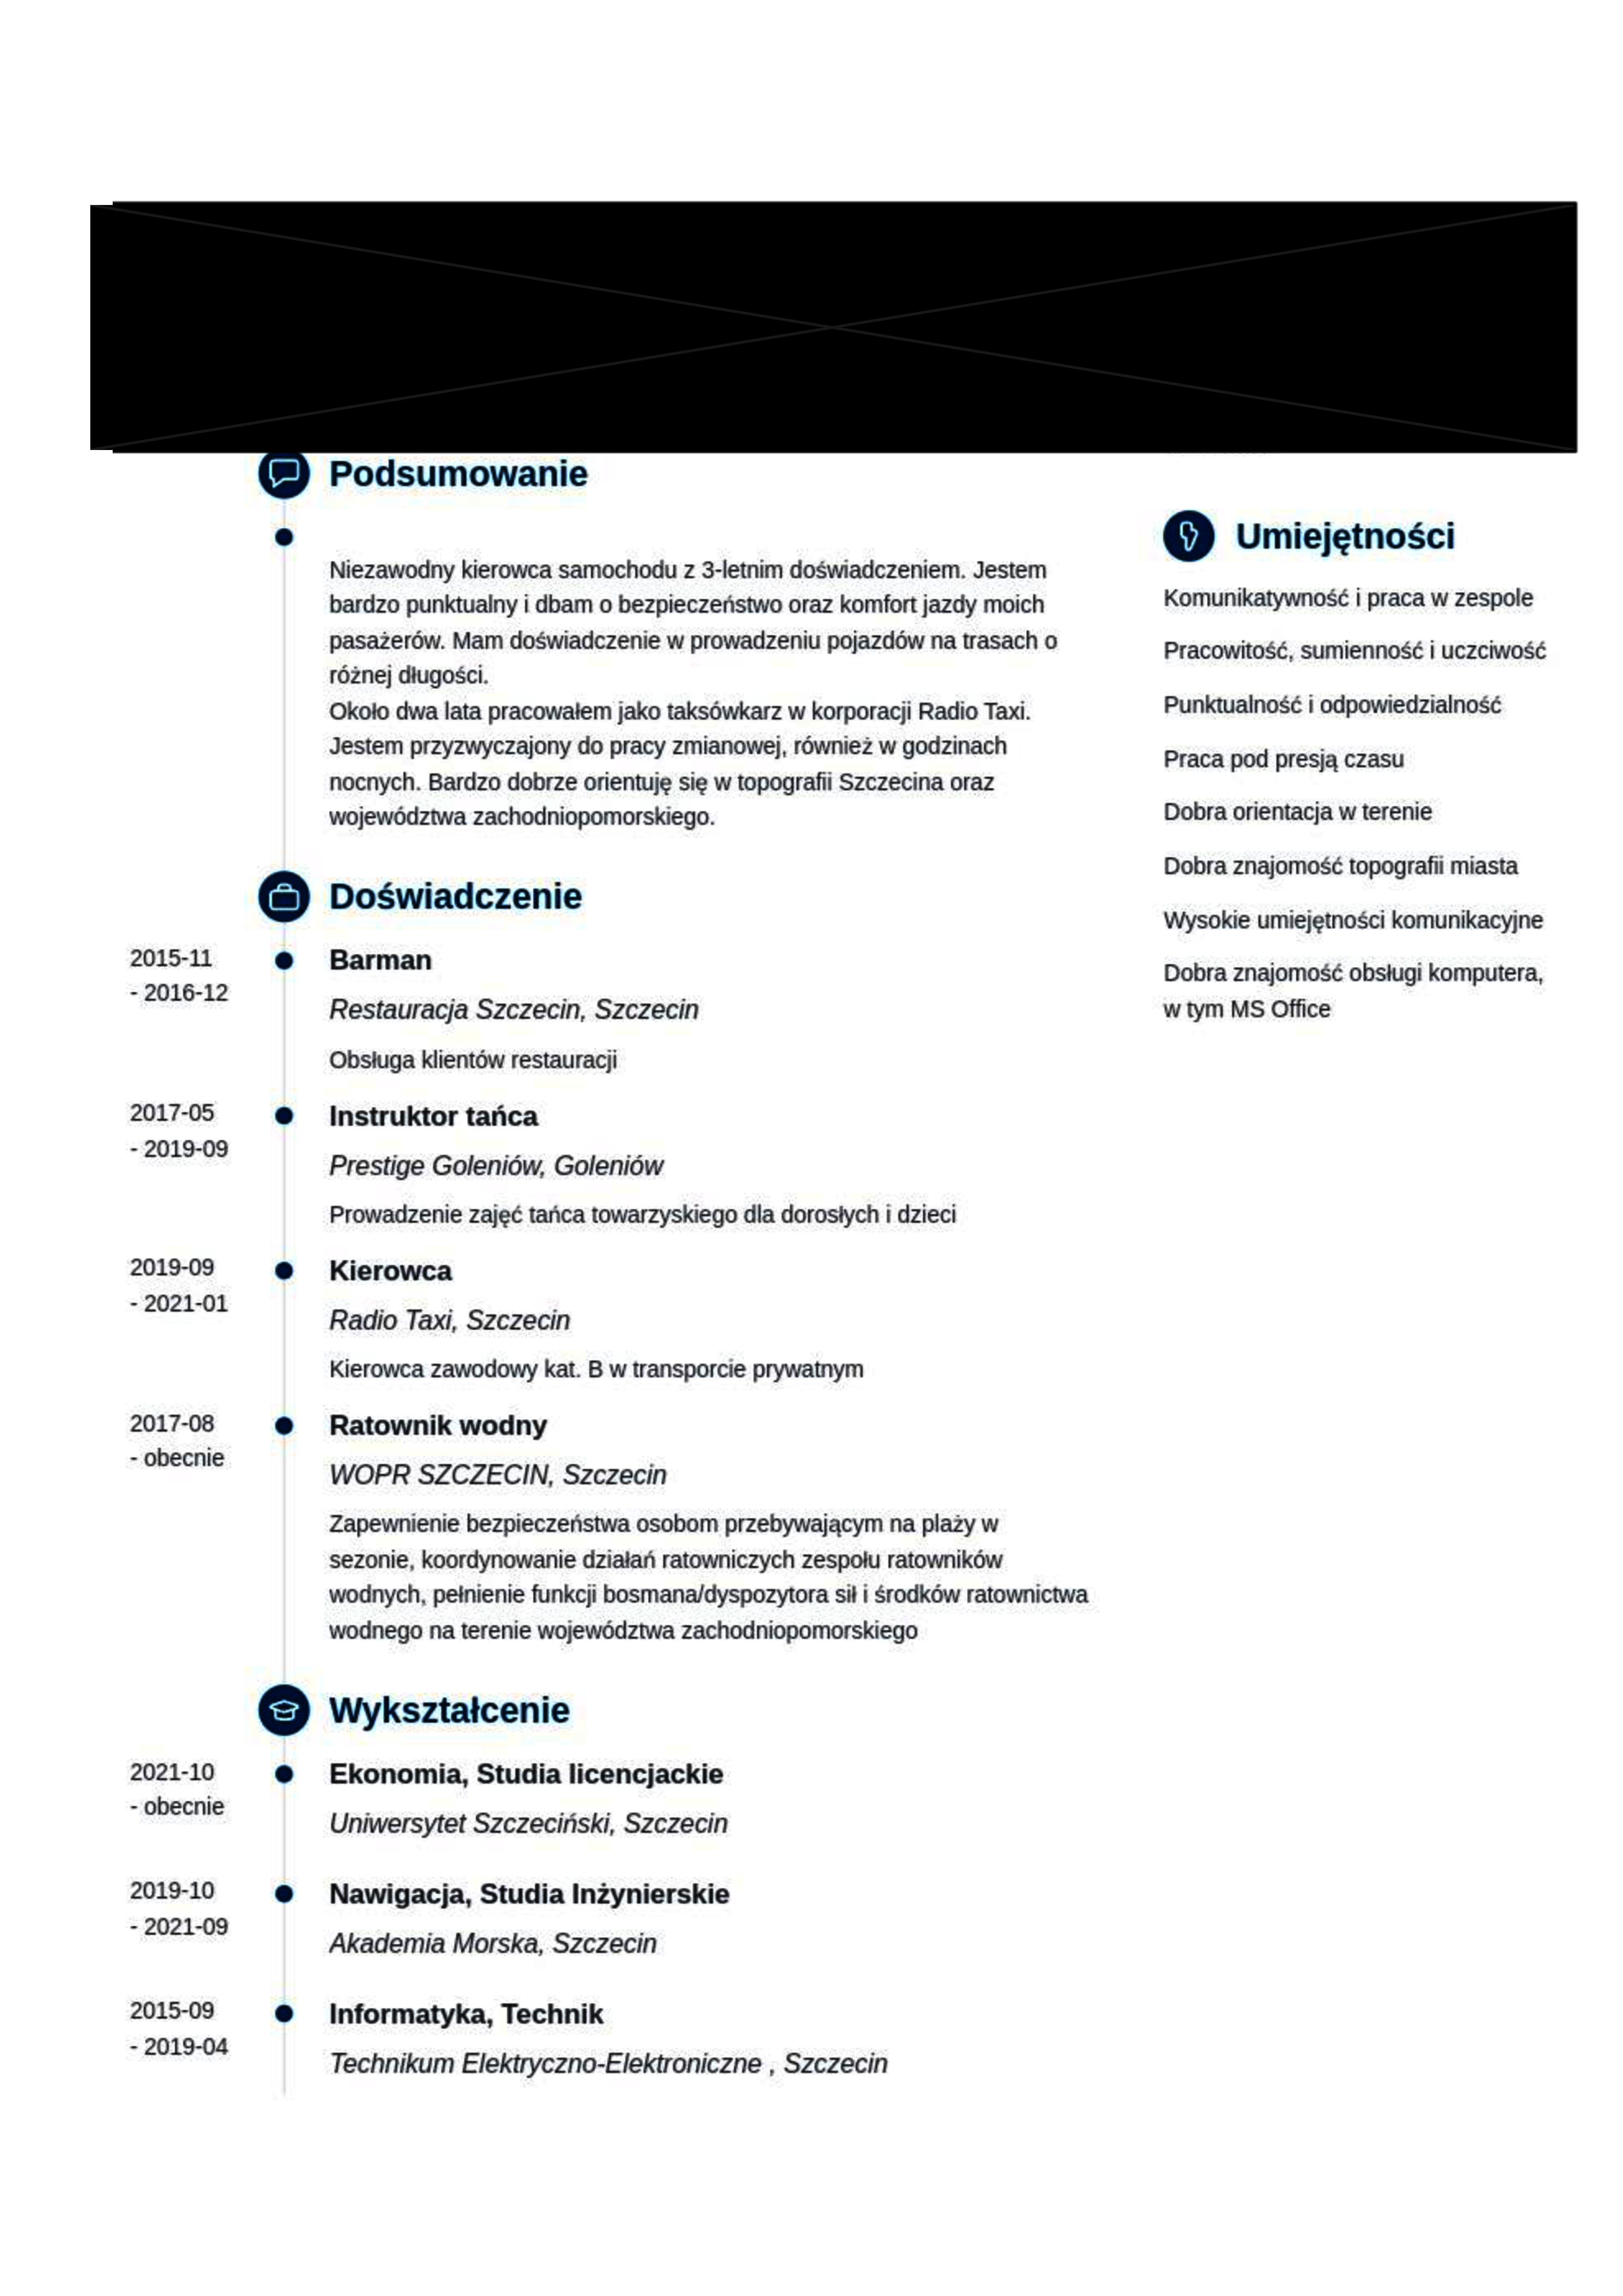 Podsumowanie
Niezawodny kierowca samochodu z 3-letnim doświadczeniem. Jestem
bardzo punktualny i dbam o bezpieczeństwo oraz komfort jazdy moich
pasażerów. Mam doświadczenie w prowadzeniu pojazdów na trasach o
różnej długości.
Około dwa lata pracowałem jako taksówkarz w korporacji Radio Taxi.
Jestem przyzwyczajony do pracy zmianowej, również w godzinach
nocnych. Bardzo dobrze orientuję się w topografii Szczecina oraz
województwa zachodniopomorskiego.
Doświadczenie
2015-11
- 2016-12
Barman
Restauracja Szczecin, Szczecin
Obsługa klientów restauracji
2017-05
- 2019-09
Instruktor tańca
Prestige Goleniów, Goleniów
Prowadzenie zajęć tańca towarzyskiego dla dorosłych i dzieci
2019-09
- 2021-01
Kierowca
Radio Taxi, Szczecin
Kierowca zawodowy kat. B w transporcie prywatnym
2017-08
- obecnie
Ratownik wodny
WOPR SZCZECIN, Szczecin
Zapewnienie bezpieczeństwa osobom przebywającym na plaży w
sezonie, koordynowanie działań ratowniczych zespołu ratowników
wodnych, pełnienie funkcji bosmana/dyspozytora sił i środków ratownictwa
wodnego na terenie województwa zachodniopomorskiego
Wykształcenie
2021-10
- obecnie
Ekonomia, Studia licencjackie
Uniwersytet Szczeciński, Szczecin
2019-10
- 2021-09
Nawigacja, Studia Inżynierskie
Akademia Morska, Szczecin
2015-09
- 2019-04
Informatyka, Technik
Technikum Elektryczno-Elektroniczne , Szczecin
Umiejętności
Komunikatywność i praca w zespole
Pracowitość, sumienność i uczciwość
Punktualność i odpowiedzialność
Praca pod presją czasu
Dobra orientacja w terenie
Dobra znajomość topografii miasta
Wysokie umiejętności komunikacyjne
Dobra znajomość obsługi komputera,
w tym MS Office